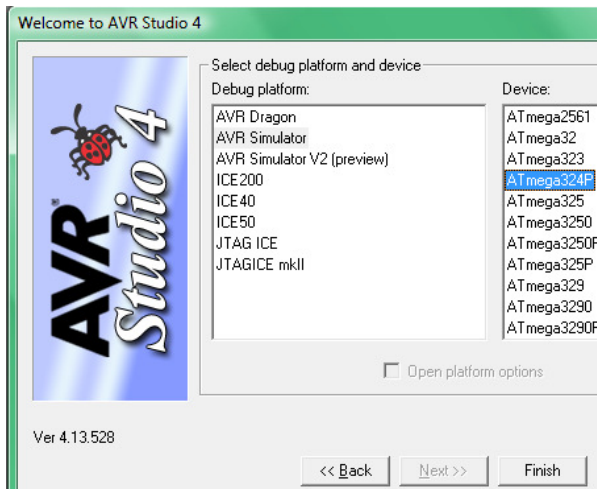 Welcome to AVR Studio 4
AVR Studio 4
Select debug platform and device
Debug platform:
AVR Dragon
AVR Simulator
AVR Simulator V2 (preview)
ICE200
ICE40
ICE50
JTAG ICE
JTAGICE mkII
Device:
ATmega2561
ATmega32
ATmega323
ATmega324P
ATmega325
ATmega3250
ATmega3250P
ATmega325P
ATmega329
ATmega3290
ATmega3290P
Open platform options
Ver 4.13.528
<< Back
Next >>
Finish